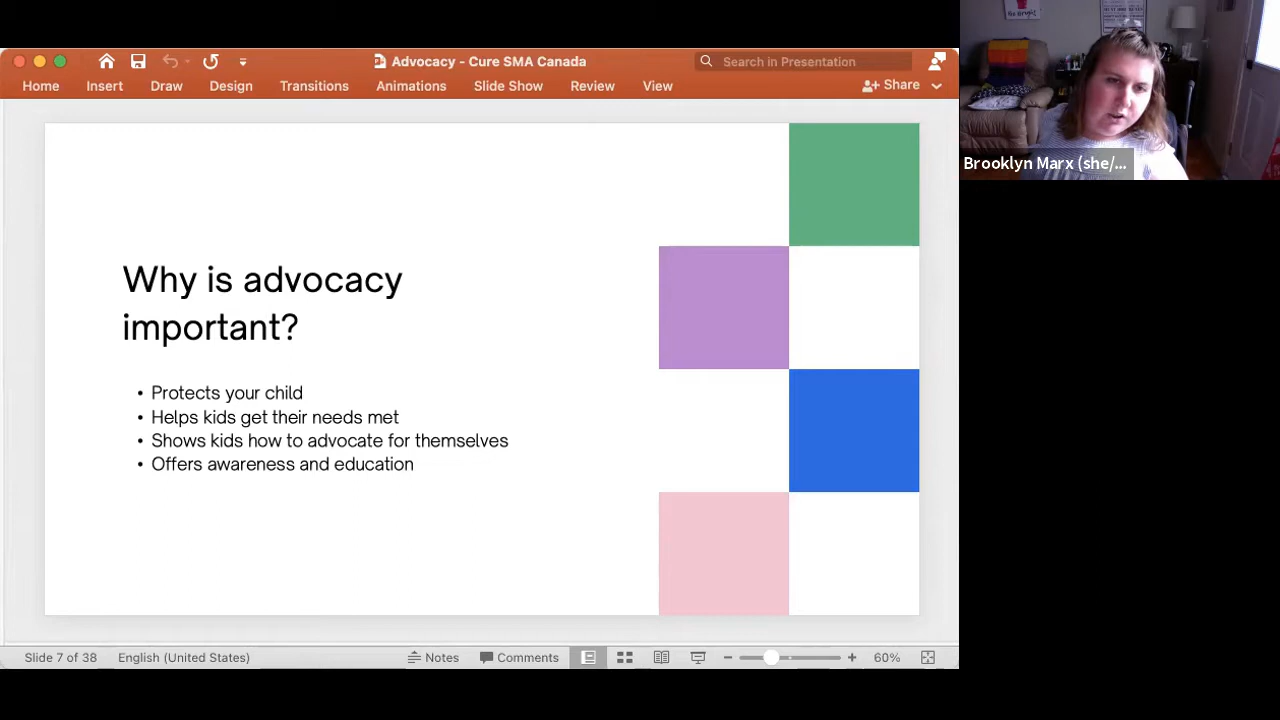 Advocacy - Cure SMA Canada
Search in Presentation
Home Insert Draw Design Transitions Animations Slide Show Review View Share
Why is advocacy
important?
• Protects your child
• Helps kids get their needs met
• Shows kids how to advocate for themselves
• Offers awareness and education
Slide 7 of 38 English (United States) Notes Comments 60%
Brooklyn Marx (she/...